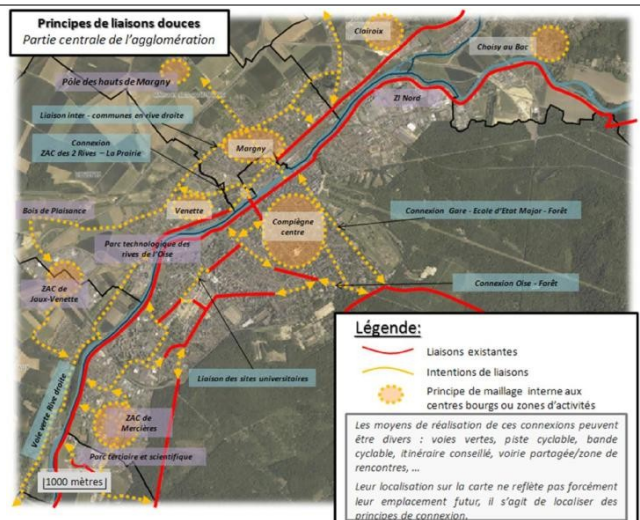 Principes de liaisons douces
Partie centrale de l'agglomération
Clairoix
Choisy au Bac
Pôle des hauts de Margny
ZI Nord
Liaison inter - communes en rive droite
Connexion
ZAC des 2 Rives – La Prairie
Margny
Bois de Plaisance
Venette
Compiègne
centre
Connexion Gare - Ecole d'Etat Major - Forêt
Parc technologique des
rives de l'Oise
ZAC de
Jaux-Venette
Connexion Oise - Forêt
Liaison des sites universitaires
Voie verte Rive droite
ZAC de
Mercières
Parc tertiaire et scientifique
1000 mètres
Légende:
Liaisons existantes
Intentions de liaisons
Principe de maillage interne aux
centres bourgs ou zones d'activités
Les moyens de réalisation de ces connexions peuvent
être divers : voies vertes, piste cyclable, bande
cyclable, itinéraire conseillé, voirie partagée/zone de
rencontres, ...
Leur localisation sur la carte ne reflète pas forcément
leur emplacement futur, il s'agit de localiser des
principes de connexion.